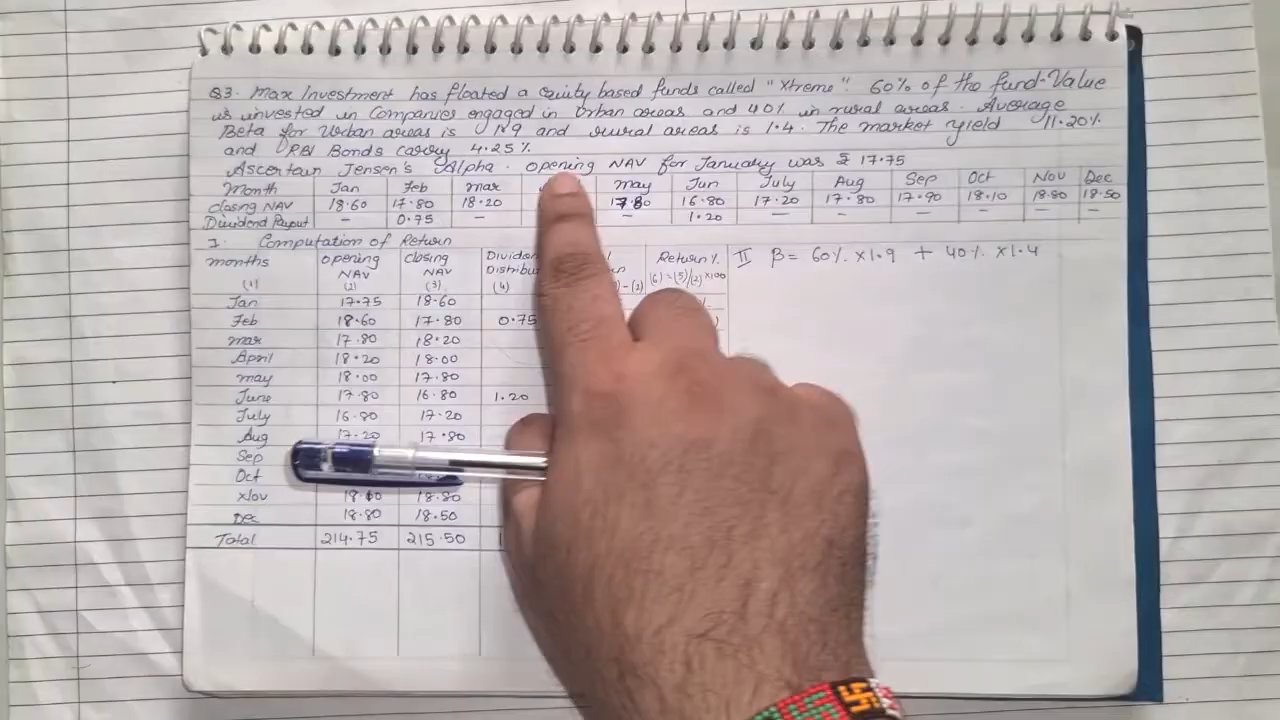 Q3. Max Investment has floated a equity based funds called "Xtreme". 60% of the fund-Value
is invested in Companies engaged in Urban areas and 40% in rural areas. Average
Beta for Urban areas is 1.9 and rural areas is 1.4. The market yield 11.20%
and RBI Bonds carry 4.25%
Ascertain Jensen's Alpha. Opening NAV for January was ₹ 17.75
Month Jan Feb Mar May Jun July Aug Sep Oct Nov Dec
Closing NAV 18.60 17.80 18.20 17.80 16.80 17.20 17.80 17.90 18.10 18.80 18.50
Dividend Payout - 0.75 - - 1.20 - - - - - -
I. Computation of Return
months opening NAV closing NAV Return %
(1) (2) (3) (4) (6) = (5)/(2) ×100
Jan 17.75 18.60
Feb 18.60 17.80 0.75
mar 17.80 18.20
April 18.20 18.00
may 18.00 17.80
June 17.80 16.80 1.20
July 16.80 17.20
Aug 17.20 17.80
Sep
Oct
Nov 18.10 18.80
Dec 18.80 18.50
Total 214.75 215.50
II β = 60% × 1.9 + 40% × 1.4